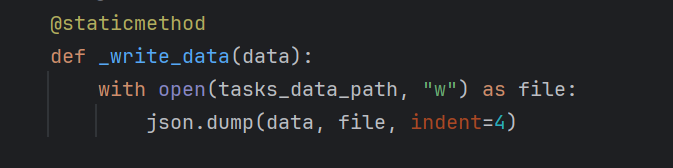 @staticmethod
def _write_data(data):
    with open(tasks_data_path, "w") as file:
        json.dump(data, file, indent=4)